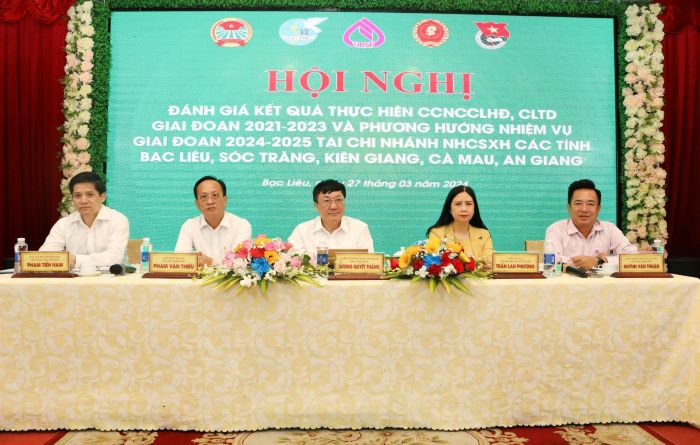 VBSP
HỘI NGHỊ
ĐÁNH GIÁ KẾT QUẢ THỰC HIỆN CCNCCLHĐ, CLTD
GIAI ĐOẠN 2021-2023 VÀ PHƯƠNG HƯỚNG NHIỆM VỤ
GIAI ĐOẠN 2024-2025 TẠI CHI NHÁNH NHCSXH CÁC TỈNH
BẠC LIÊU, SÓC TRĂNG, KIÊN GIANG, CÀ MAU, AN GIANG
Bạc Liêu, ngày 27 tháng 03 năm 2024
PHẠM TIẾN NAM
PHẠM VĂN THIỀU
DƯƠNG QUYẾT THẮNG
TRẦN LAN PHƯƠNG
HUỲNH VĂN THUẬN